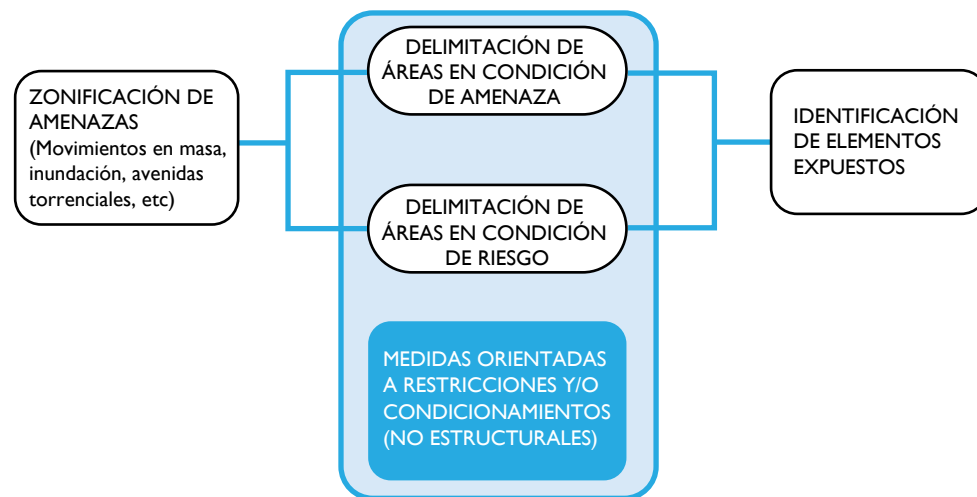 ZONIFICACIÓN DE
AMENAZAS
(Movimientos en masa,
inundación, avenidas
torrenciales, etc)
DELIMITACIÓN DE
ÁREAS EN CONDICIÓN
DE AMENAZA
DELIMITACIÓN DE
ÁREAS EN CONDICIÓN
DE RIESGO
MEDIDAS ORIENTADAS
A RESTRICCIONES Y/O
CONDICIONAMIENTOS
(NO ESTRUCTURALES)
IDENTIFICACIÓN
DE ELEMENTOS
EXPUESTOS